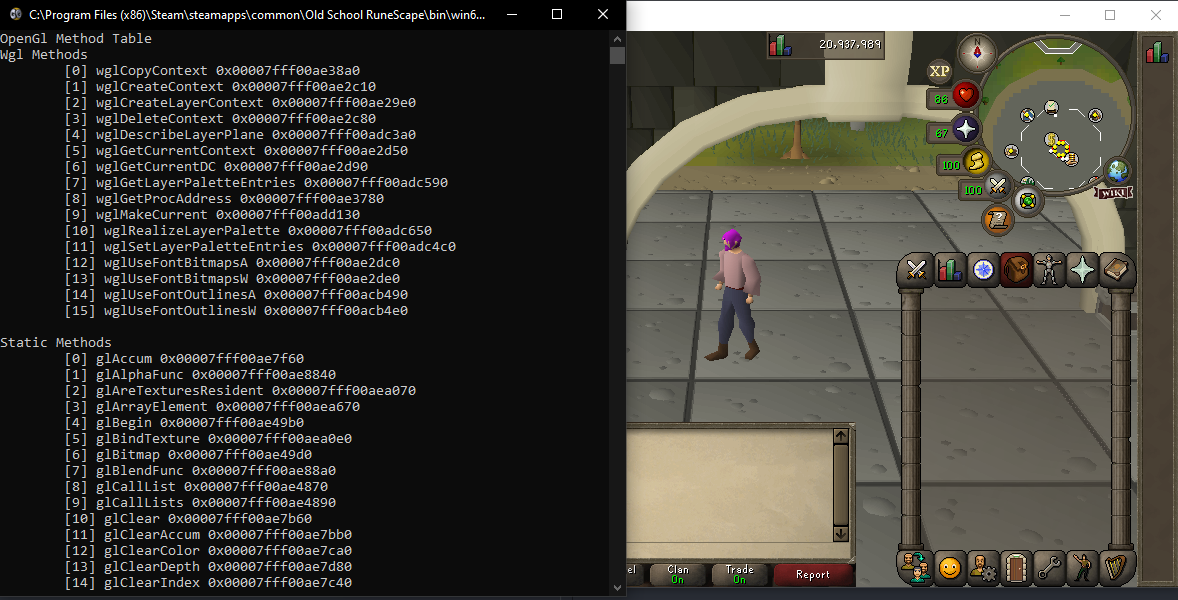 C:\Program Files (x86)\Steam\steamapps\common\Old School RuneScape\bin\win6...
OpenGl Method Table
Wgl Methods
[0] wglCopyContext 0x00007fff00ae38a0
[1] wglCreateContext 0x00007fff00ae2c10
[2] wglCreateLayerContext 0x00007fff00ae29e0
[3] wglDeleteContext 0x00007fff00ae2c80
[4] wglDescribeLayerPlane 0x00007fff00adc3a0
[5] wglGetCurrentContext 0x00007fff00ae2d50
[6] wglGetCurrentDC 0x00007fff00ae2d90
[7] wglGetLayerPaletteEntries 0x00007fff00adc590
[8] wglGetProcAddress 0x00007fff00ae3780
[9] wglMakeCurrent 0x00007fff00add130
[10] wglRealizeLayerPalette 0x00007fff00adc650
[11] wglSetLayerPaletteEntries 0x00007fff00adc4c0
[12] wglUseFontBitmapsA 0x00007fff00ae2dc0
[13] wglUseFontBitmapsW 0x00007fff00ae2de0
[14] wglUseFontOutlinesA 0x00007fff00acb490
[15] wglUseFontOutlinesW 0x00007fff00acb4e0
Static Methods
[0] glAccum 0x00007fff00ae7f60
[1] glAlphaFunc 0x00007fff00ae8840
[2] glAreTexturesResident 0x00007fff00aea070
[3] glArrayElement 0x00007fff00aea670
[4] glBegin 0x00007fff00ae49b0
[5] glBindTexture 0x00007fff00aea0e0
[6] glBitmap 0x00007fff00ae49d0
[7] glBlendFunc 0x00007fff00ae88a0
[8] glCallList 0x00007fff00ae4870
[9] glCallLists 0x00007fff00ae4890
[10] glClear 0x00007fff00ae7b60
[11] glClearAccum 0x00007fff00ae7bb0
[12] glClearColor 0x00007fff00ae7ca0
[13] glClearDepth 0x00007fff00ae7d80
[14] glClearIndex 0x00007fff00ae7c40
20,937,989
N
XP
86
67
100
100
WIKI
el
Clan
On
Trade
On
Report